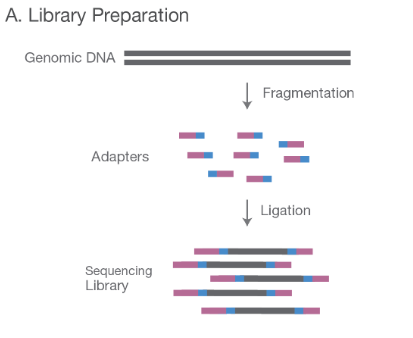 A. Library Preparation
Genomic DNA
Fragmentation
Adapters
Ligation
Sequencing
Library